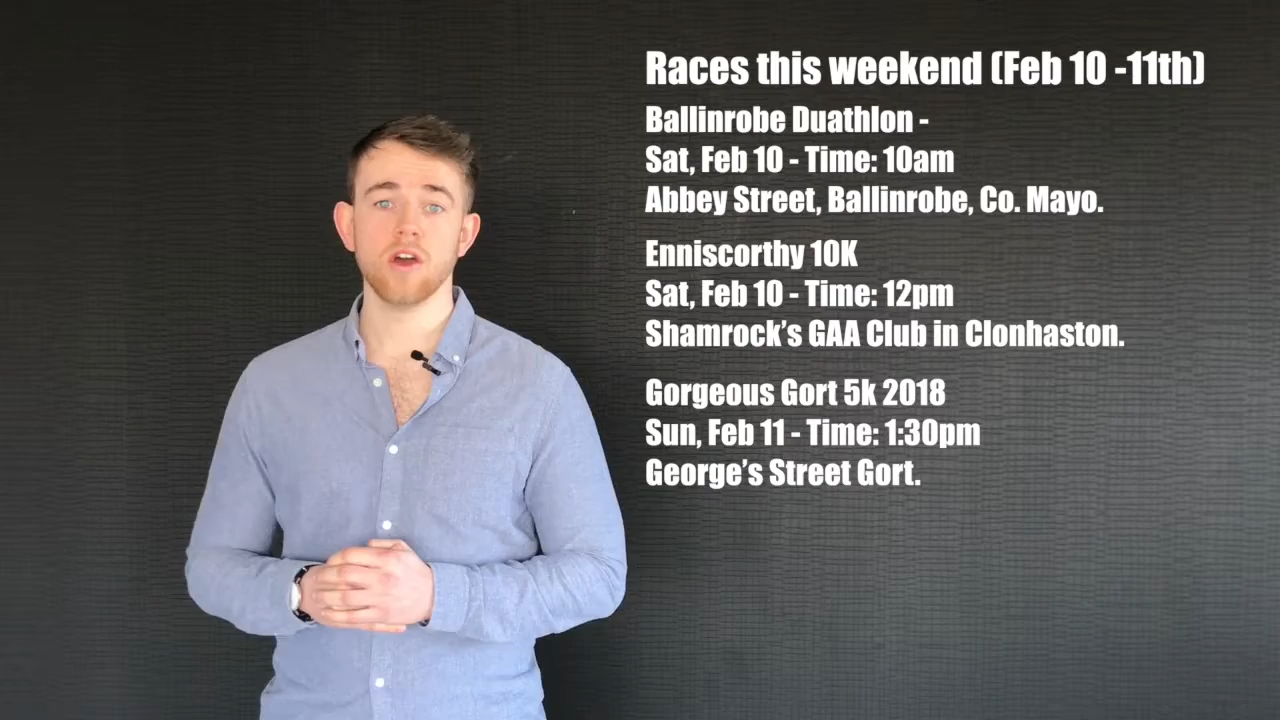 Races this weekend (Feb 10 -11th)
Ballinrobe Duathlon -
Sat, Feb 10 - Time: 10am
Abbey Street, Ballinrobe, Co. Mayo.
Enniscorthy 10K
Sat, Feb 10 - Time: 12pm
Shamrock’s GAA Club in Clonhaston.
Gorgeous Gort 5k 2018
Sun, Feb 11 - Time: 1:30pm
George’s Street Gort.